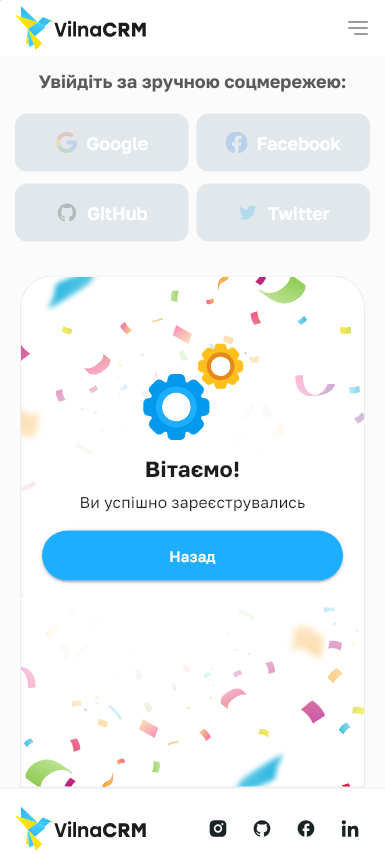 VilnaCRM
Увійдіть за зручною соцмережею:
Google
Facebook
GitHub
Twitter
Вітаємо!
Ви успішно зареєструвались
Назад
VilnaCRM